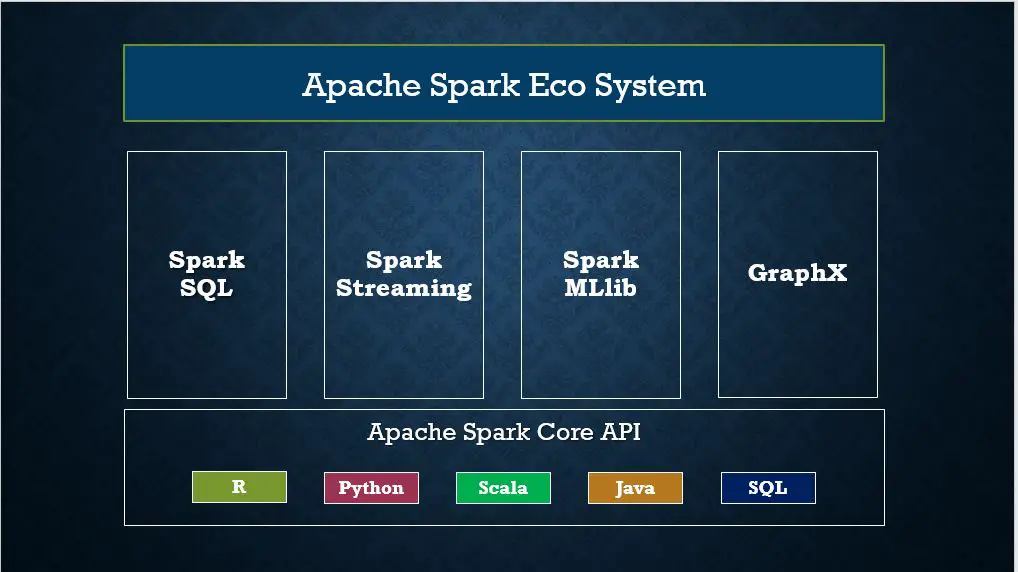 Apache Spark Eco System
Spark
SQL
Spark
Streaming
Spark
MLlib
GraphX
Apache Spark Core API
R
Python
Scala
Java
SQL